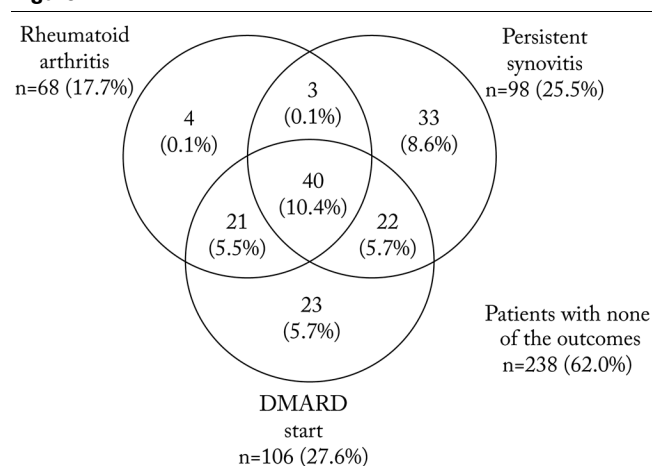 Rheumatoid
arthritis
n=68 (17.7%)
Persistent
synovitis
n=98 (25.5%)
3
(0.1%)
4
(0.1%)
33
(8.6%)
40
(10.4%)
21
(5.5%)
22
(5.7%)
23
(5.7%)
Patients with none
of the outcomes
n=238 (62.0%)
DMARD
start
n=106 (27.6%)